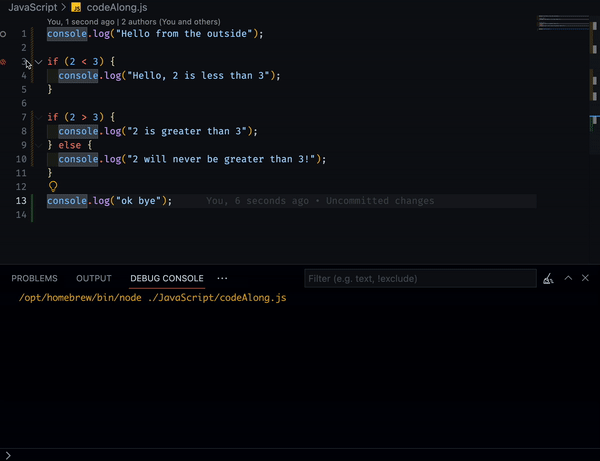 JavaScript > JS codeAlong.js
You, 1 second ago | 2 authors (You and others)
1 console.log("Hello from the outside");
2
3 if (2 < 3) {
4 console.log("Hello, 2 is less than 3");
5 }
6
7 if (2 > 3) {
8 console.log("2 is greater than 3");
9 } else {
10 console.log("2 will never be greater than 3!");
11 }
12
13 console.log("ok bye"); You, 6 seconds ago • Uncommitted changes
14
PROBLEMS OUTPUT DEBUG CONSOLE ··· Filter (e.g. text, !exclude)
/opt/homebrew/bin/node ./JavaScript/codeAlong.js
>